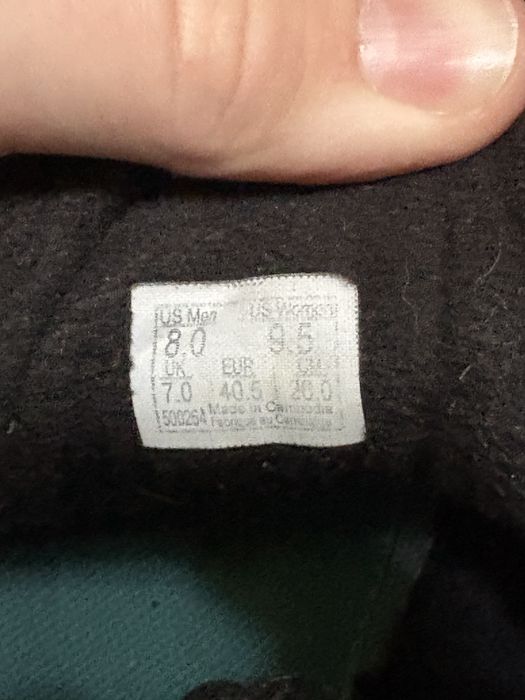 US Men US Women
8.0 9.5
UK EUR CM
7.0 40.5 26.0
500264 Made in Cambodia
Fabriqué au Cambodge